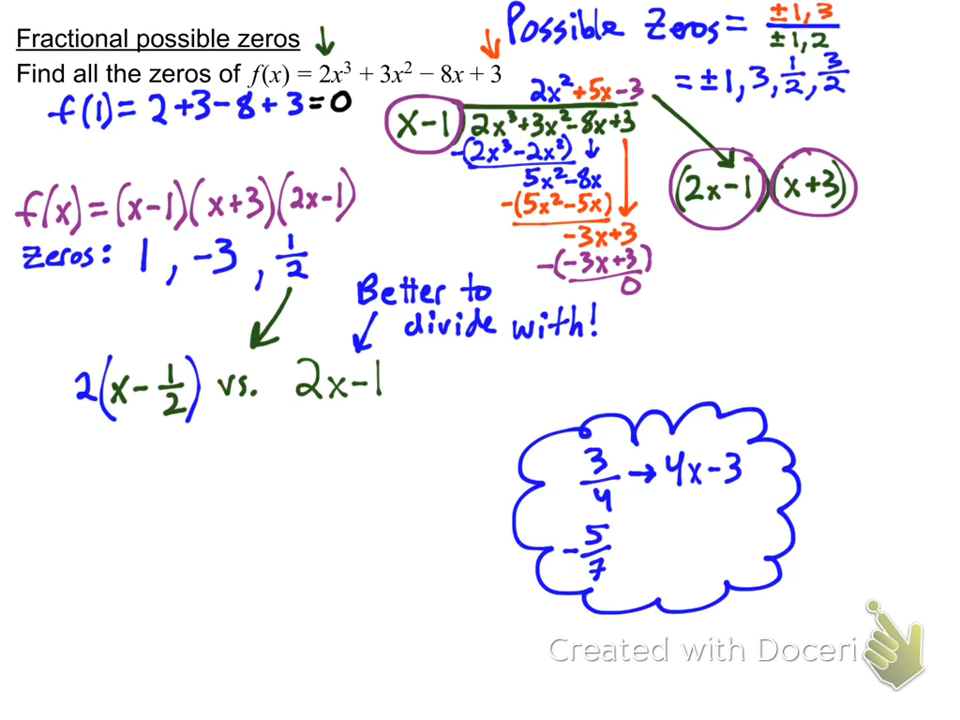 Fractional possible zeros ↓
Find all the zeros of f(x) = 2x³ + 3x² − 8x + 3
f(1) = 2+3−8+3=0
Possible Zeros = ±1,3/±1,2
= ±1, 3, 1/2, 3/2
2x² +5x −3
x−1 ) 2x³+3x²−8x+3
−(2x³−2x²) ↓
5x²−8x
−(5x²−5x)
−3x+3
−(−3x+3)
0
(2x−1)(x+3)
f(x) = (x−1)(x+3)(2x−1)
Zeros: 1, −3, 1/2
Better to
divide with!
2(x−1/2) vs. 2x−1
3/4 → 4x−3
−5/7
Created with Doceri